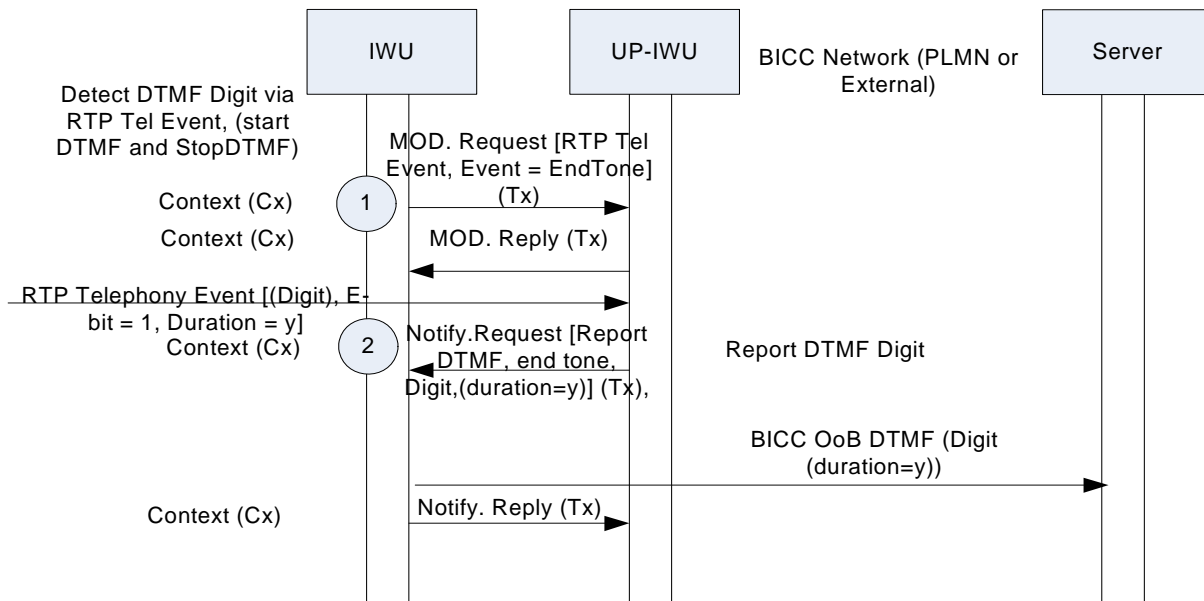 IWU
UP-IWU
BICC Network (PLMN or
External)
Server
Detect DTMF Digit via
RTP Tel Event, (start
DTMF and StopDTMF)
MOD. Request [RTP Tel
Event, Event = EndTone]
(Tx)
Context (Cx)
1
Context (Cx)
MOD. Reply (Tx)
RTP Telephony Event [(Digit), E-
bit = 1, Duration = y]
Context (Cx)
2
Notify.Request [Report
DTMF, end tone,
Digit,(duration=y)] (Tx),
Report DTMF Digit
BICC OoB DTMF (Digit
(duration=y))
Context (Cx)
Notify. Reply (Tx)